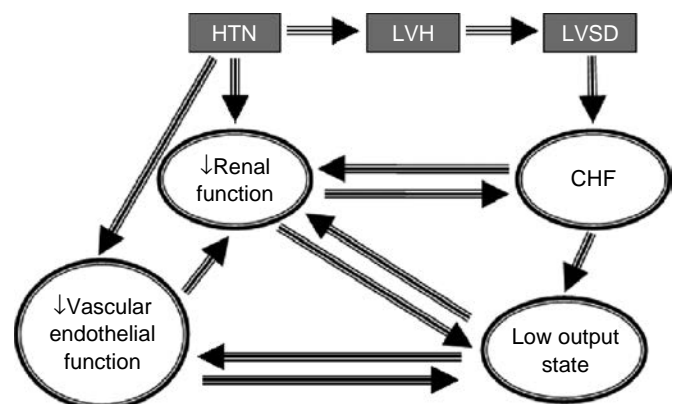 HTN
LVH
LVSD
↓Renal
function
CHF
↓Vascular
endothelial
function
Low output
state